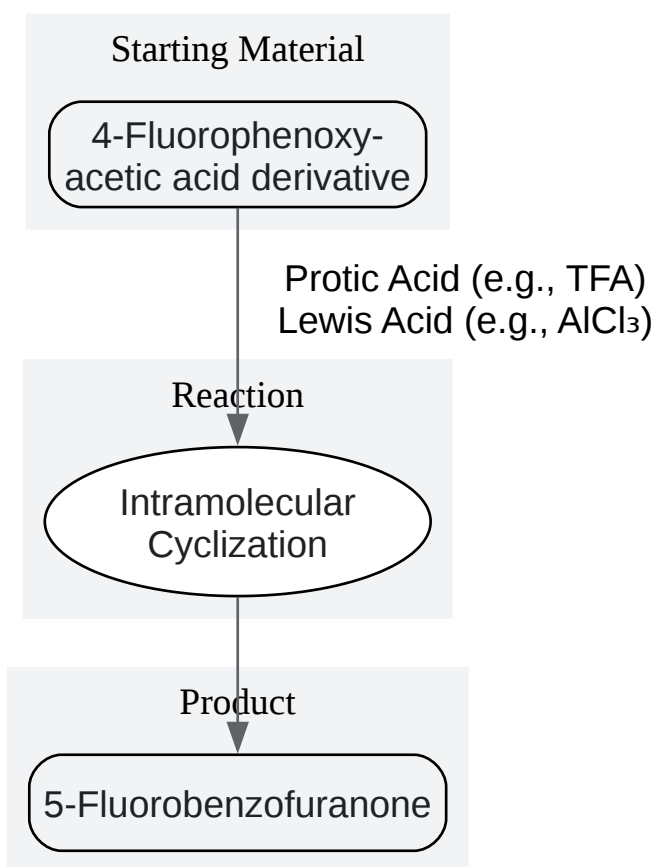 Starting Material
4-Fluorophenoxy-
acetic acid derivative
Protic Acid (e.g., TFA)
Lewis Acid (e.g., AlCl₃)
Reaction
Intramolecular
Cyclization
Product
5-Fluorobenzofuranone